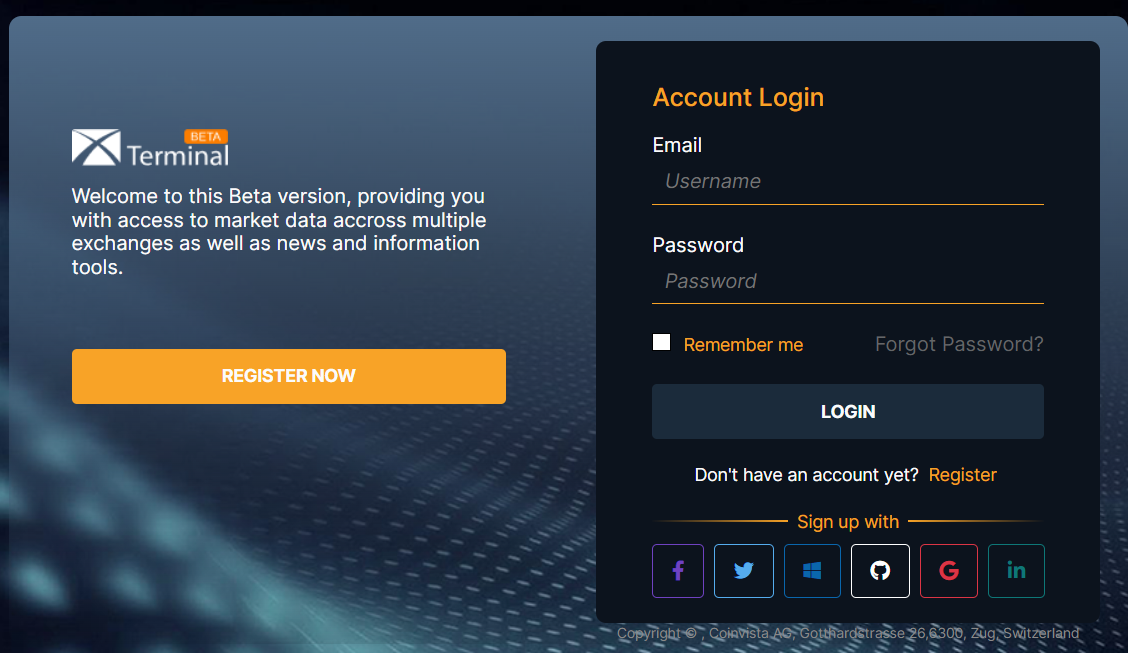 BETA
Terminal
Welcome to this Beta version, providing you
with access to market data accross multiple
exchanges as well as news and information
tools.
REGISTER NOW
Account Login
Email
Username
Password
Password
Remember me
Forgot Password?
LOGIN
Don't have an account yet? Register
Sign up with
Copyright © , Coinvista AG, Gotthardstrasse 26,6300, Zug, Switzerland